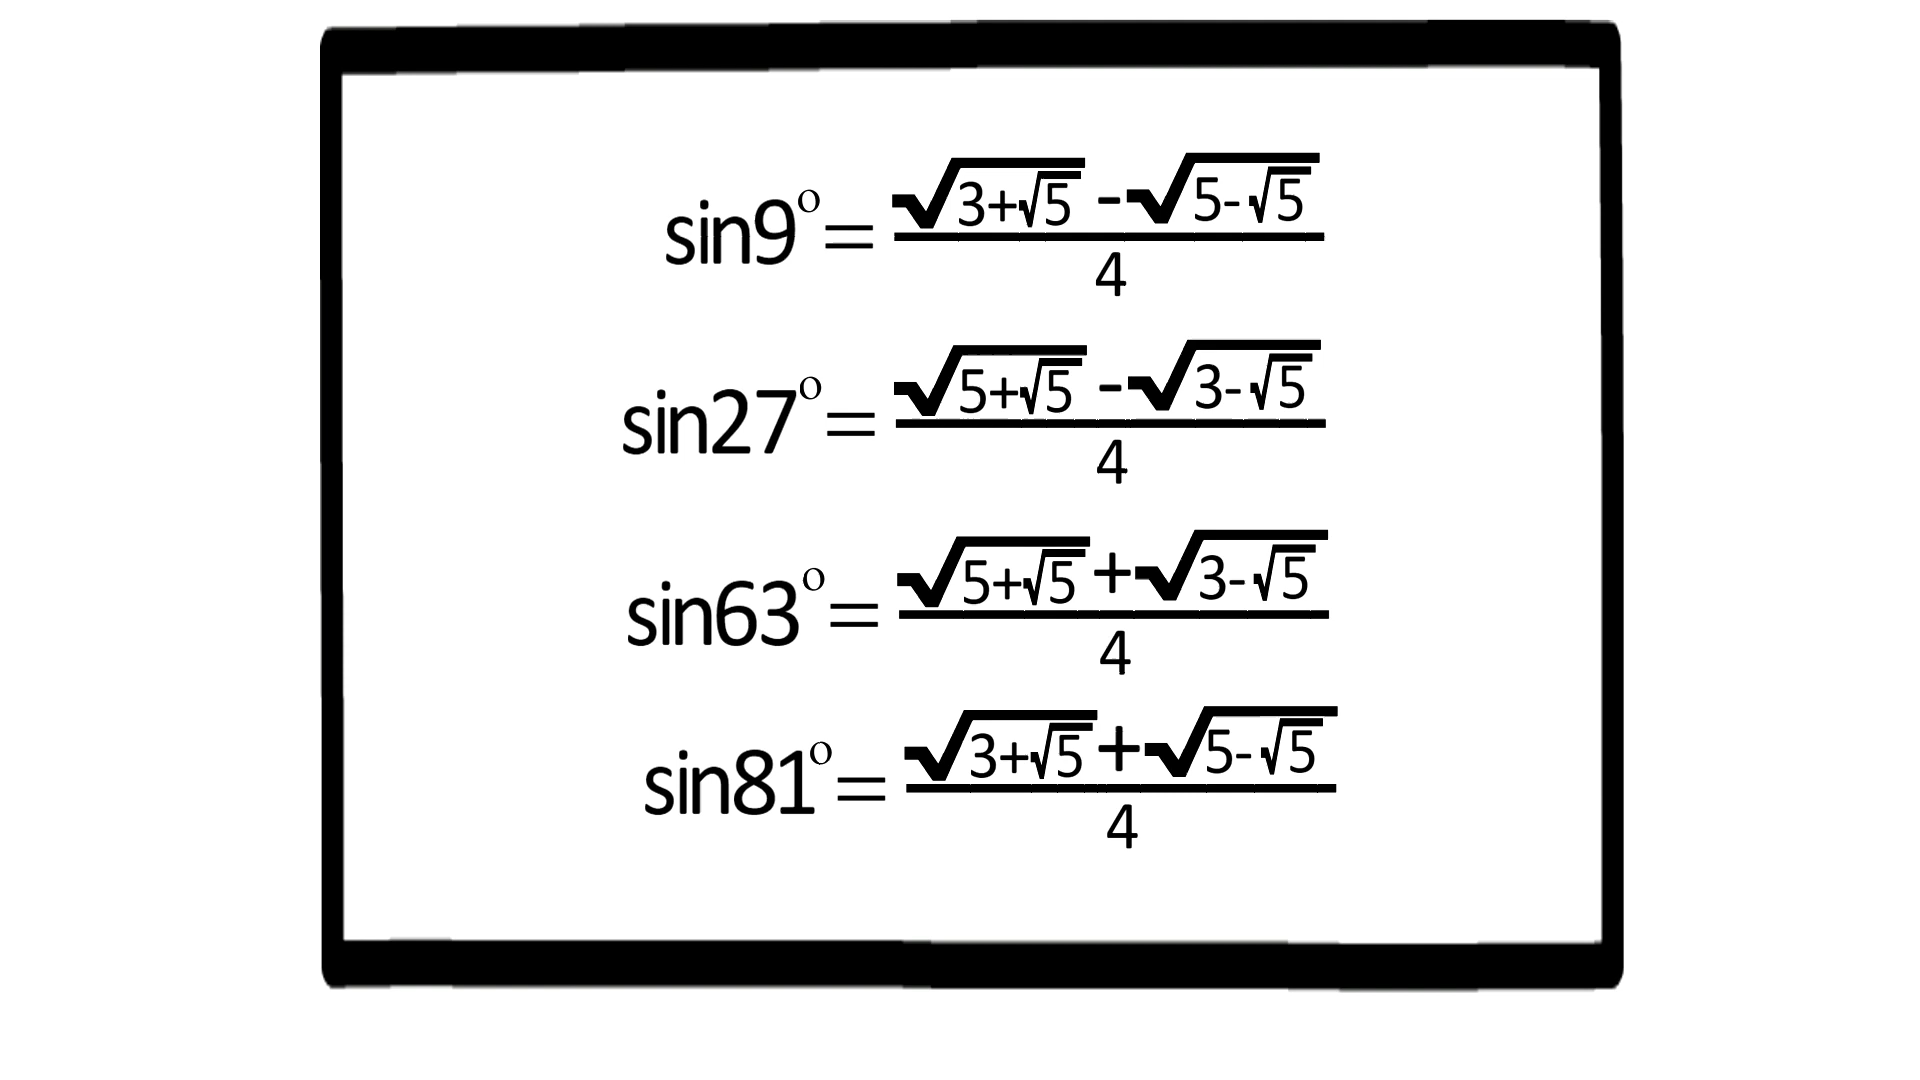 sin9° = (√(3+√5) - √(5-√5))/4
sin27° = (√(5+√5) - √(3-√5))/4
sin63° = (√(5+√5) + √(3-√5))/4
sin81° = (√(3+√5) + √(5-√5))/4